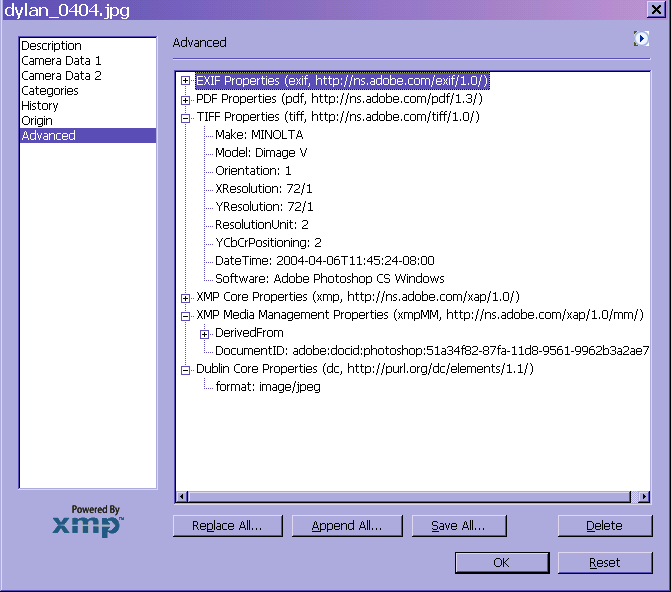 dylan_0404.jpg
Description
Camera Data 1
Camera Data 2
Categories
History
Origin
Advanced
Advanced
EXIF Properties (exif, http://ns.adobe.com/exif/1.0/)
PDF Properties (pdf, http://ns.adobe.com/pdf/1.3/)
TIFF Properties (tiff, http://ns.adobe.com/tiff/1.0/)
Make: MINOLTA
Model: Dimage V
Orientation: 1
XResolution: 72/1
YResolution: 72/1
ResolutionUnit: 2
YCbCrPositioning: 2
DateTime: 2004-04-06T11:45:24-08:00
Software: Adobe Photoshop CS Windows
XMP Core Properties (xmp, http://ns.adobe.com/xap/1.0/)
XMP Media Management Properties (xmpMM, http://ns.adobe.com/xap/1.0/mm/)
DerivedFrom
DocumentID: adobe:docid:photoshop:51a34f82-87fa-11d8-9561-9962b3a2ae7
Dublin Core Properties (dc, http://purl.org/dc/elements/1.1/)
format: image/jpeg
Powered By
xmp™
Replace All...
Append All...
Save All...
Delete
OK
Reset